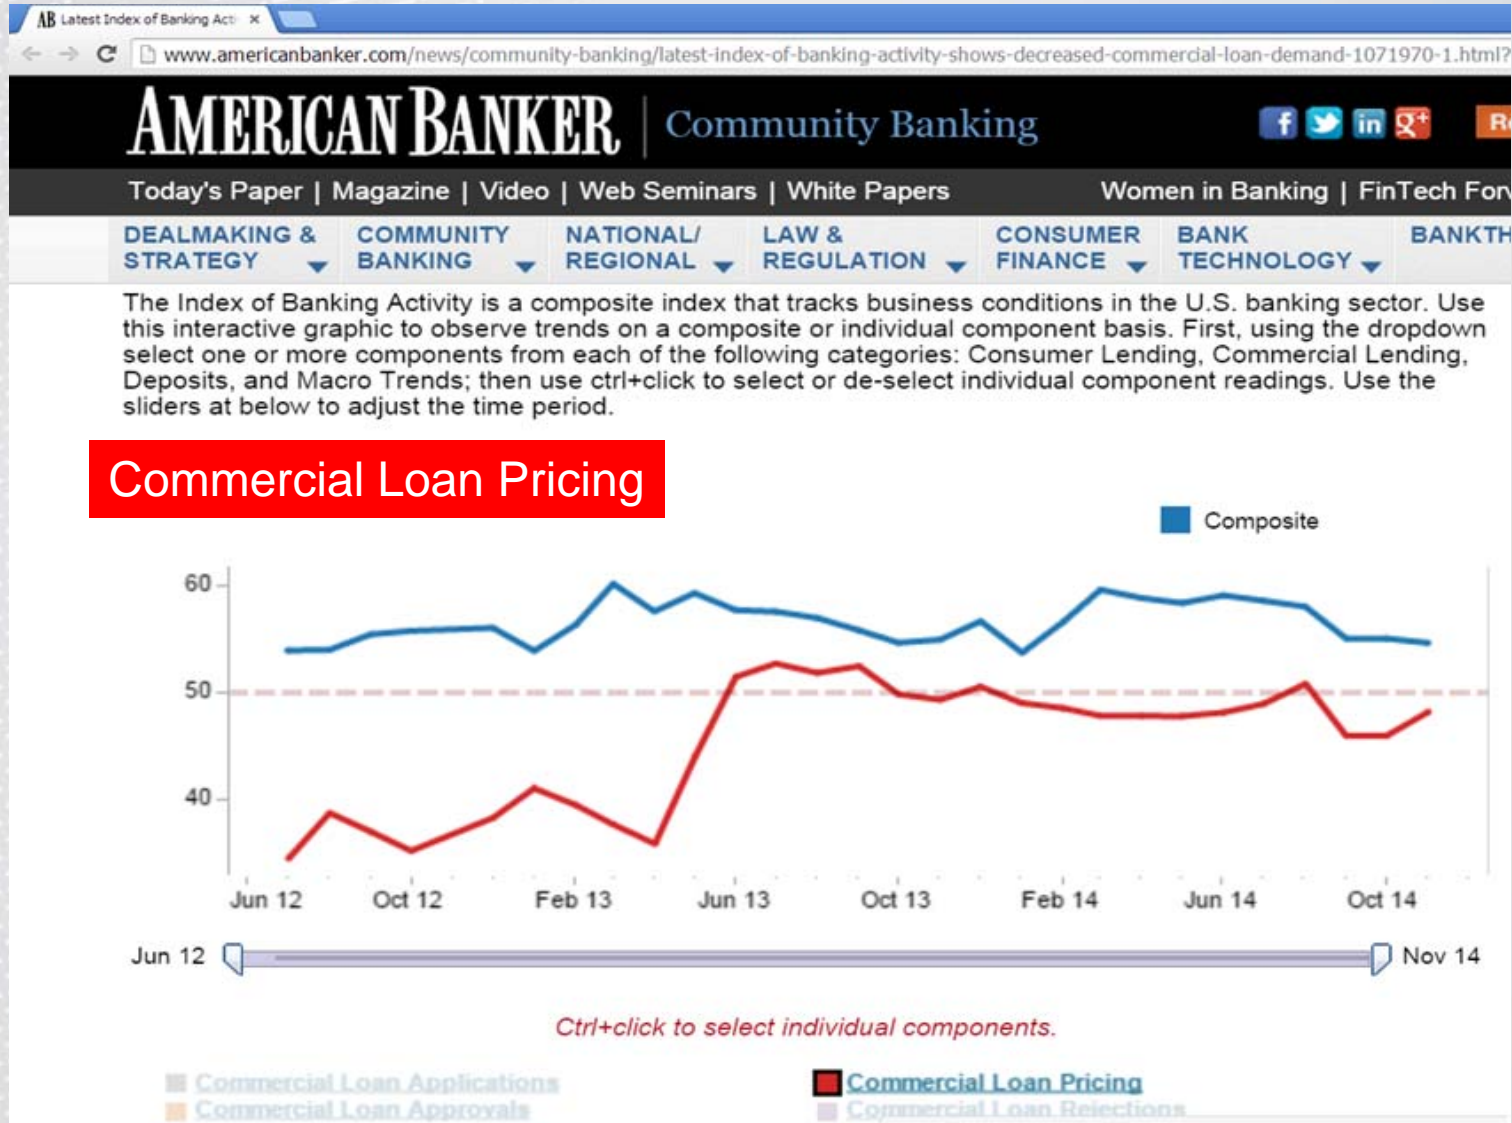 AB Latest Index of Banking Acti ×
www.americanbanker.com/news/community-banking/latest-index-of-banking-activity-shows-decreased-commercial-loan-demand-1071970-1.html?
AMERICAN BANKER | Community Banking
f in g+ Re
Today's Paper | Magazine | Video | Web Seminars | White Papers Women in Banking | FinTech Forv
DEALMAKING & STRATEGY COMMUNITY BANKING NATIONAL/ REGIONAL LAW & REGULATION CONSUMER FINANCE BANK TECHNOLOGY BANKTH
The Index of Banking Activity is a composite index that tracks business conditions in the U.S. banking sector. Use
this interactive graphic to observe trends on a composite or individual component basis. First, using the dropdown
select one or more components from each of the following categories: Consumer Lending, Commercial Lending,
Deposits, and Macro Trends; then use ctrl+click to select or de-select individual component readings. Use the
sliders at below to adjust the time period.
Commercial Loan Pricing
Composite
60
50
40
Jun 12 Oct 12 Feb 13 Jun 13 Oct 13 Feb 14 Jun 14 Oct 14
Jun 12 Nov 14
Ctrl+click to select individual components.
Commercial Loan Applications Commercial Loan Pricing
Commercial Loan Approvals Commercial Loan Rejections